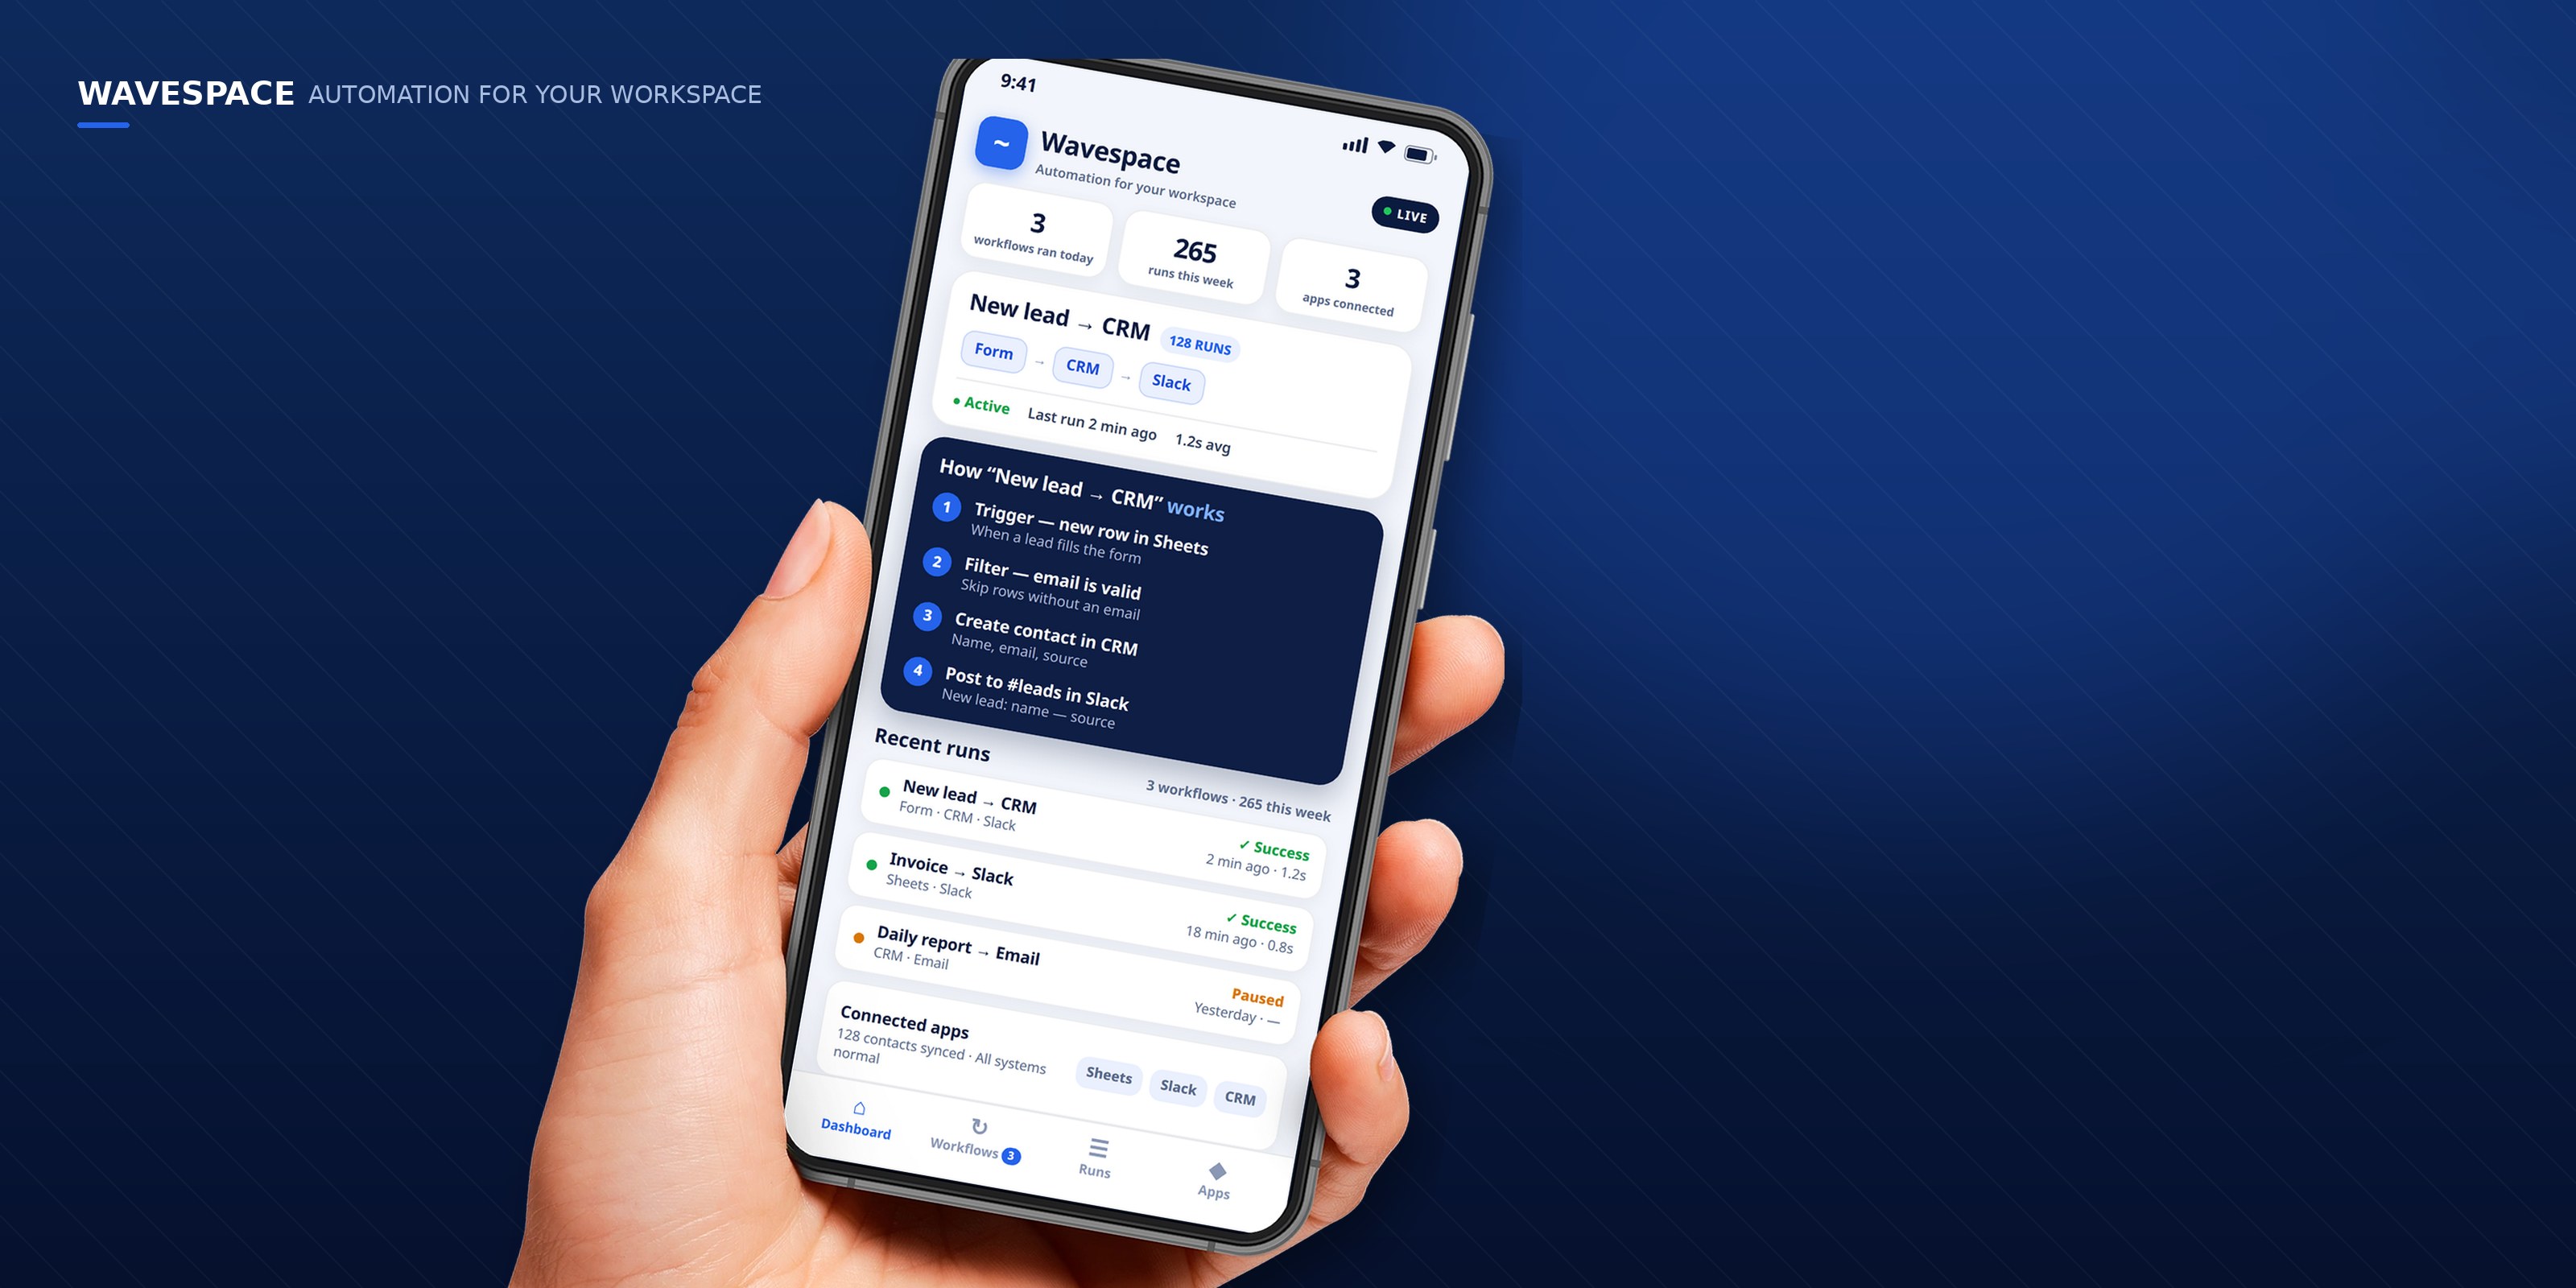 WAVESPACE AUTOMATION FOR YOUR WORKSPACE
9:41
~
Wavespace
Automation for your workspace
LIVE
3
workflows ran today
265
runs this week
3
apps connected
New lead → CRM 128 RUNS
Form → CRM → Slack
• Active Last run 2 min ago 1.2s avg
How “New lead → CRM” works
1 Trigger — new row in Sheets
When a lead fills the form
2 Filter — email is valid
Skip rows without an email
3 Create contact in CRM
Name, email, source
4 Post to #leads in Slack
New lead: name — source
Recent runs
3 workflows · 265 this week
New lead → CRM
Form · CRM · Slack
✓ Success
2 min ago · 1.2s
Invoice → Slack
Sheets · Slack
✓ Success
18 min ago · 0.8s
Daily report → Email
CRM · Email
Paused
Yesterday · —
Connected apps
128 contacts synced · All systems
normal
Sheets Slack CRM
Dashboard
Workflows 3
Runs
Apps